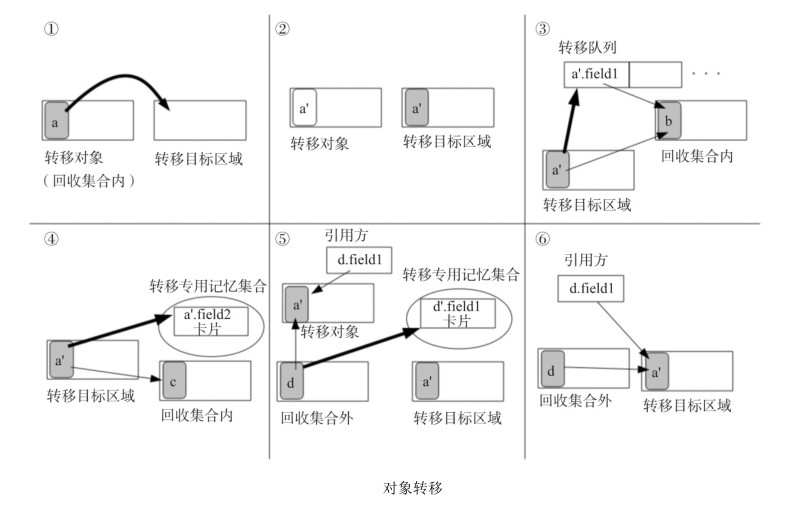 ①
a
转移对象
（回收集合内）
转移目标区域
②
a'
a'
转移对象
转移目标区域
③
转移队列
a'.field1
· · ·
b
回收集合内
a'
转移目标区域
④
转移专用记忆集合
a'.field2
卡片
a'
转移目标区域
c
回收集合内
⑤
引用方
d.field1
转移专用记忆集合
a'
d'.field1
卡片
转移对象
d
a'
回收集合外
转移目标区域
⑥
引用方
d.field1
d
a'
回收集合外
转移目标区域
对象转移